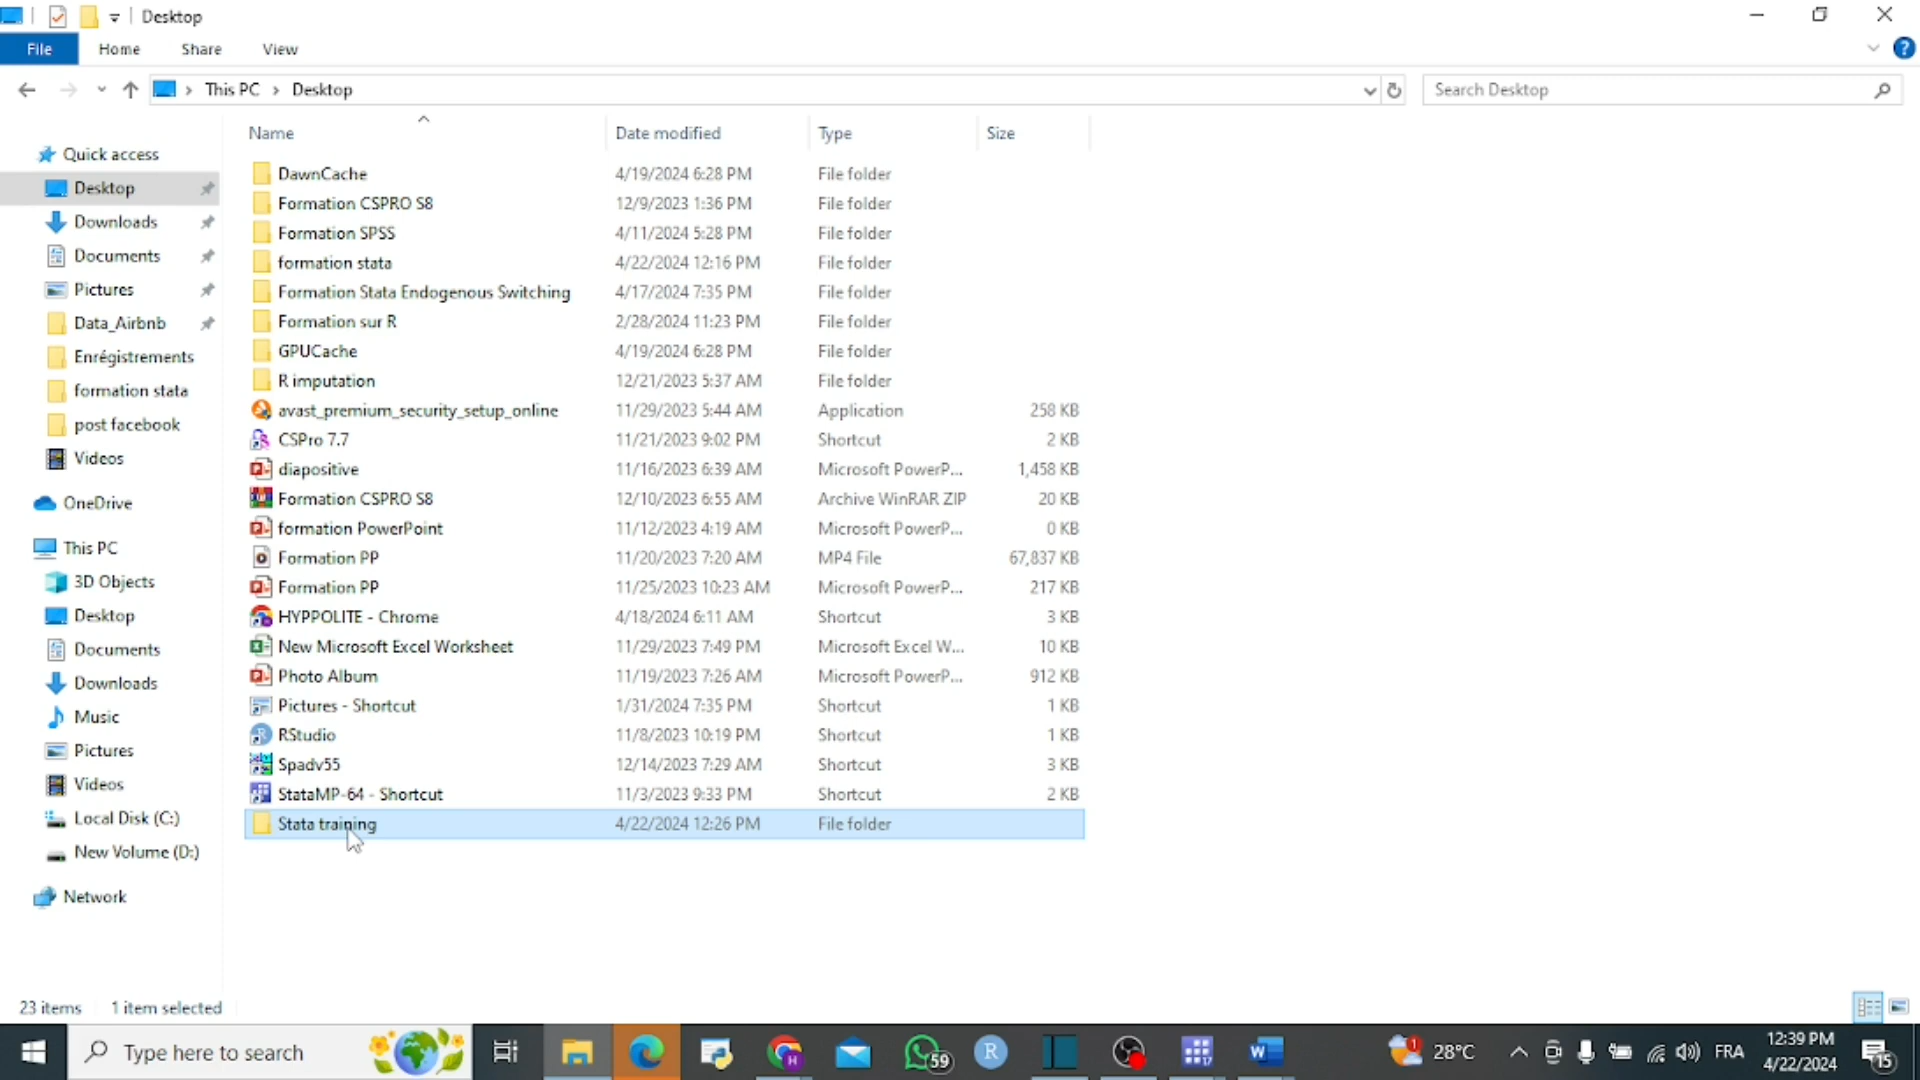 Desktop
File Home Share View
This PC Desktop Search Desktop
Name Date modified Type Size
Quick access
Desktop
Downloads
Documents
Pictures
Data_Airbnb
Enrégistrements
formation stata
post facebook
Videos
OneDrive
This PC
3D Objects
Desktop
Documents
Downloads
Music
Pictures
Videos
Local Disk (C:)
New Volume (D:)
Network
DawnCache 4/19/2024 6:28 PM File folder
Formation CSPRO S8 12/9/2023 1:36 PM File folder
Formation SPSS 4/11/2024 5:28 PM File folder
formation stata 4/22/2024 12:16 PM File folder
Formation Stata Endogenous Switching 4/17/2024 7:35 PM File folder
Formation sur R 2/28/2024 11:23 PM File folder
GPUCache 4/19/2024 6:28 PM File folder
R imputation 12/21/2023 5:37 AM File folder
avast_premium_security_setup_online 11/29/2023 5:44 AM Application 258 KB
CSPro 7.7 11/21/2023 9:02 PM Shortcut 2 KB
diapositive 11/16/2023 6:39 AM Microsoft PowerP... 1,458 KB
Formation CSPRO S8 12/10/2023 6:55 AM Archive WinRAR ZIP 20 KB
formation PowerPoint 11/12/2023 4:19 AM Microsoft PowerP... 0 KB
Formation PP 11/20/2023 7:20 AM MP4 File 67,837 KB
Formation PP 11/25/2023 10:23 AM Microsoft PowerP... 217 KB
HYPPOLITE - Chrome 4/18/2024 6:11 AM Shortcut 3 KB
New Microsoft Excel Worksheet 11/29/2023 7:49 PM Microsoft Excel W... 10 KB
Photo Album 11/19/2023 7:26 AM Microsoft PowerP... 912 KB
Pictures - Shortcut 1/31/2024 7:35 PM Shortcut 1 KB
RStudio 11/8/2023 10:19 PM Shortcut 1 KB
Spadv55 12/14/2023 7:29 AM Shortcut 3 KB
StataMP-64 - Shortcut 11/3/2023 9:33 PM Shortcut 2 KB
Stata training 4/22/2024 12:26 PM File folder
23 items 1 item selected
Type here to search 59 28°C FRA 12:39 PM
4/22/2024 15